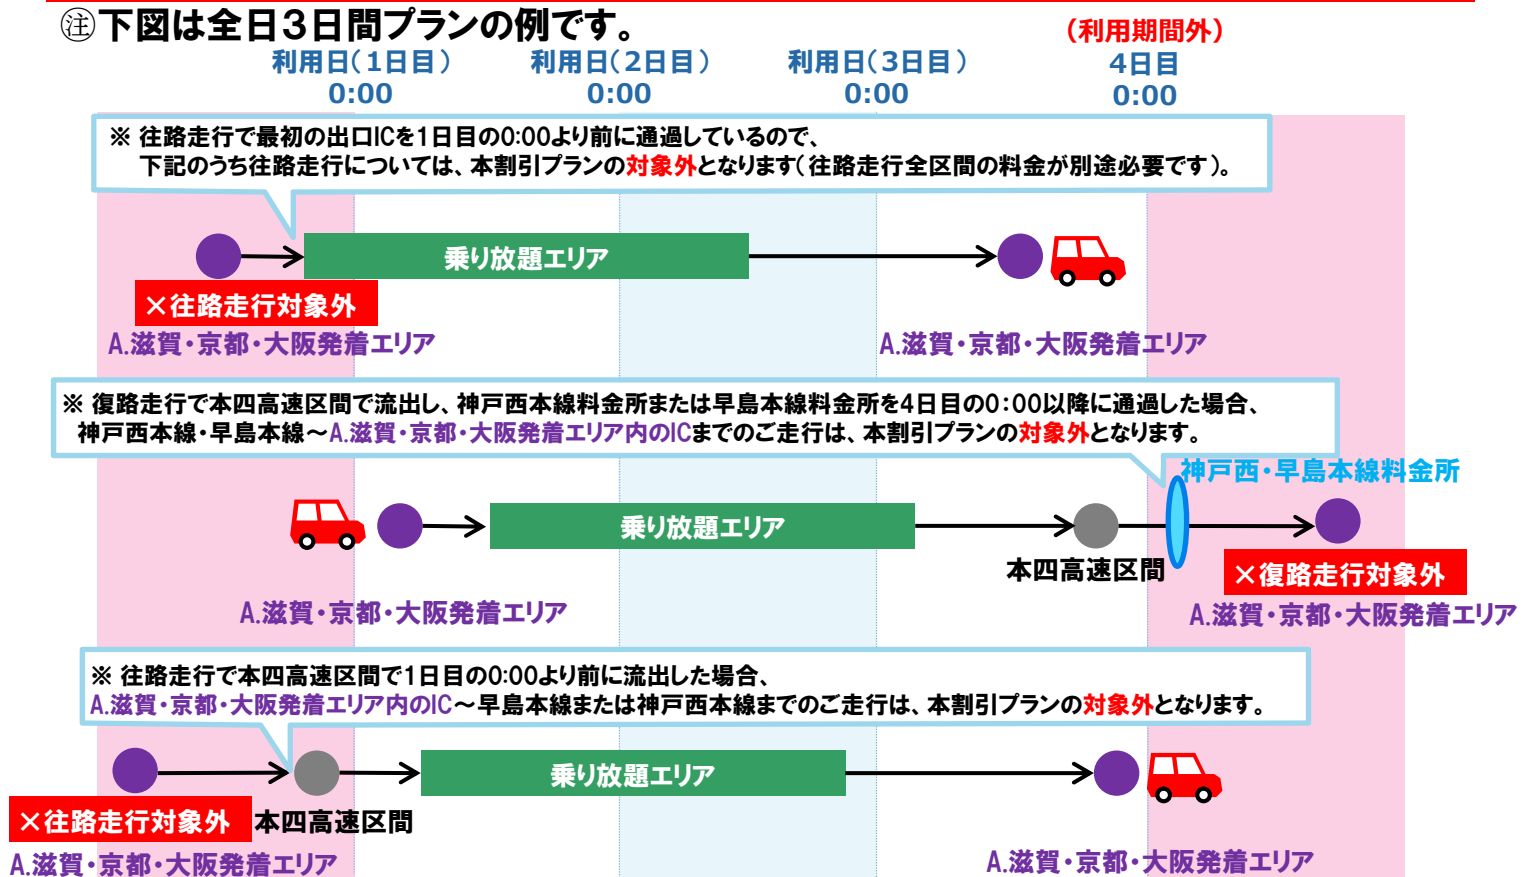 ㊟下図は全日3日間プランの例です。
(利用期間外)
利用日(1日目) 利用日(2日目) 利用日(3日目) 4日目
0:00 0:00 0:00 0:00
※ 往路走行で最初の出口ICを1日目の0:00より前に通過しているので、
下記のうち往路走行については、本割引プランの対象外となります(往路走行全区間の料金が別途必要です)。
乗り放題エリア
×往路走行対象外
A.滋賀・京都・大阪発着エリア A.滋賀・京都・大阪発着エリア
※ 復路走行で本四高速区間で流出し、神戸西本線料金所または早島本線料金所を4日目の0:00以降に通過した場合、
神戸西本線・早島本線～A.滋賀・京都・大阪発着エリア内のICまでのご走行は、本割引プランの対象外となります。
神戸西・早島本線料金所
乗り放題エリア
本四高速区間 ×復路走行対象外
A.滋賀・京都・大阪発着エリア A.滋賀・京都・大阪発着エリア
※ 往路走行で本四高速区間で1日目の0:00より前に流出した場合、
A.滋賀・京都・大阪発着エリア内のIC～早島本線または神戸西本線までのご走行は、本割引プランの対象外となります。
乗り放題エリア
×往路走行対象外 本四高速区間
A.滋賀・京都・大阪発着エリア A.滋賀・京都・大阪発着エリア